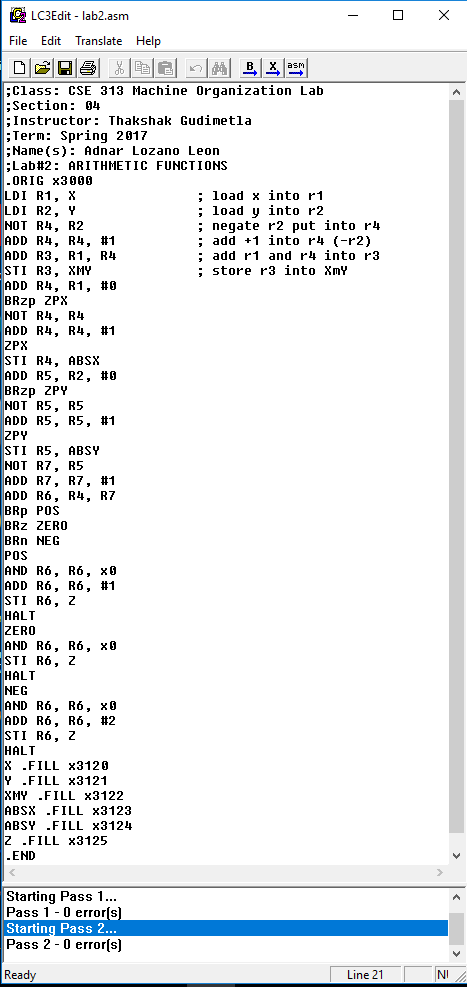 LC3Edit - lab2.asm
File Edit Translate Help
B X asm
;Class: CSE 313 Machine Organization Lab
;Section: 04
;Instructor: Thakshak Gudimetla
;Term: Spring 2017
;Name(s): Adnar Lozano Leon
;Lab#2: ARITHMETIC FUNCTIONS
.ORIG x3000
LDI R1, X ; load x into r1
LDI R2, Y ; load y into r2
NOT R4, R2 ; negate r2 put into r4
ADD R4, R4, #1 ; add +1 into r4 (-r2)
ADD R3, R1, R4 ; add r1 and r4 into r3
STI R3, XMY ; store r3 into XmY
ADD R4, R1, #0
BRzp ZPX
NOT R4, R4
ADD R4, R4, #1
ZPX
STI R4, ABSX
ADD R5, R2, #0
BRzp ZPY
NOT R5, R5
ADD R5, R5, #1
ZPY
STI R5, ABSY
NOT R7, R5
ADD R7, R7, #1
ADD R6, R4, R7
BRp POS
BRz ZERO
BRn NEG
POS
AND R6, R6, x0
ADD R6, R6, #1
STI R6, Z
HALT
ZERO
AND R6, R6, x0
STI R6, Z
HALT
NEG
AND R6, R6, x0
ADD R6, R6, #2
STI R6, Z
HALT
X .FILL x3120
Y .FILL x3121
XMY .FILL x3122
ABSX .FILL x3123
ABSY .FILL x3124
Z .FILL x3125
.END
Starting Pass 1...
Pass 1 - 0 error(s)
Starting Pass 2...
Pass 2 - 0 error(s)
Ready Line 21